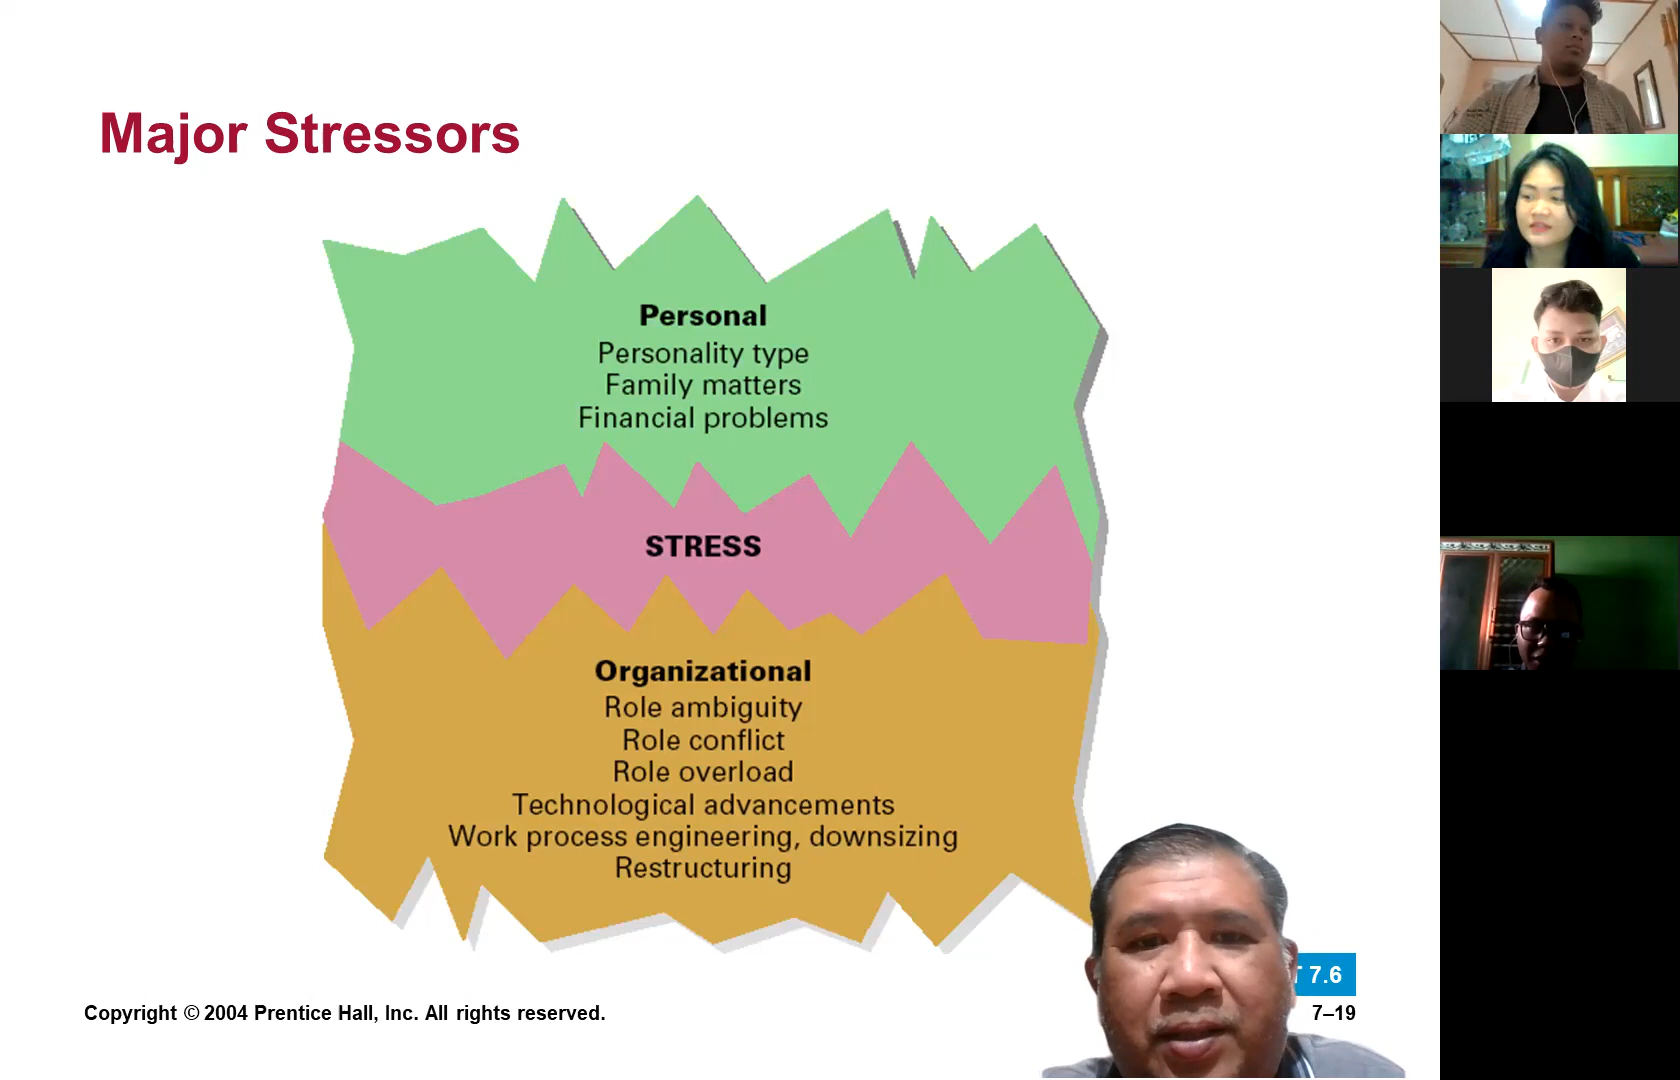 Major Stressors
Personal
Personality type
Family matters
Financial problems
STRESS
Organizational
Role ambiguity
Role conflict
Role overload
Technological advancements
Work process engineering, downsizing
Restructuring
7.6
Copyright © 2004 Prentice Hall, Inc. All rights reserved.
7–19